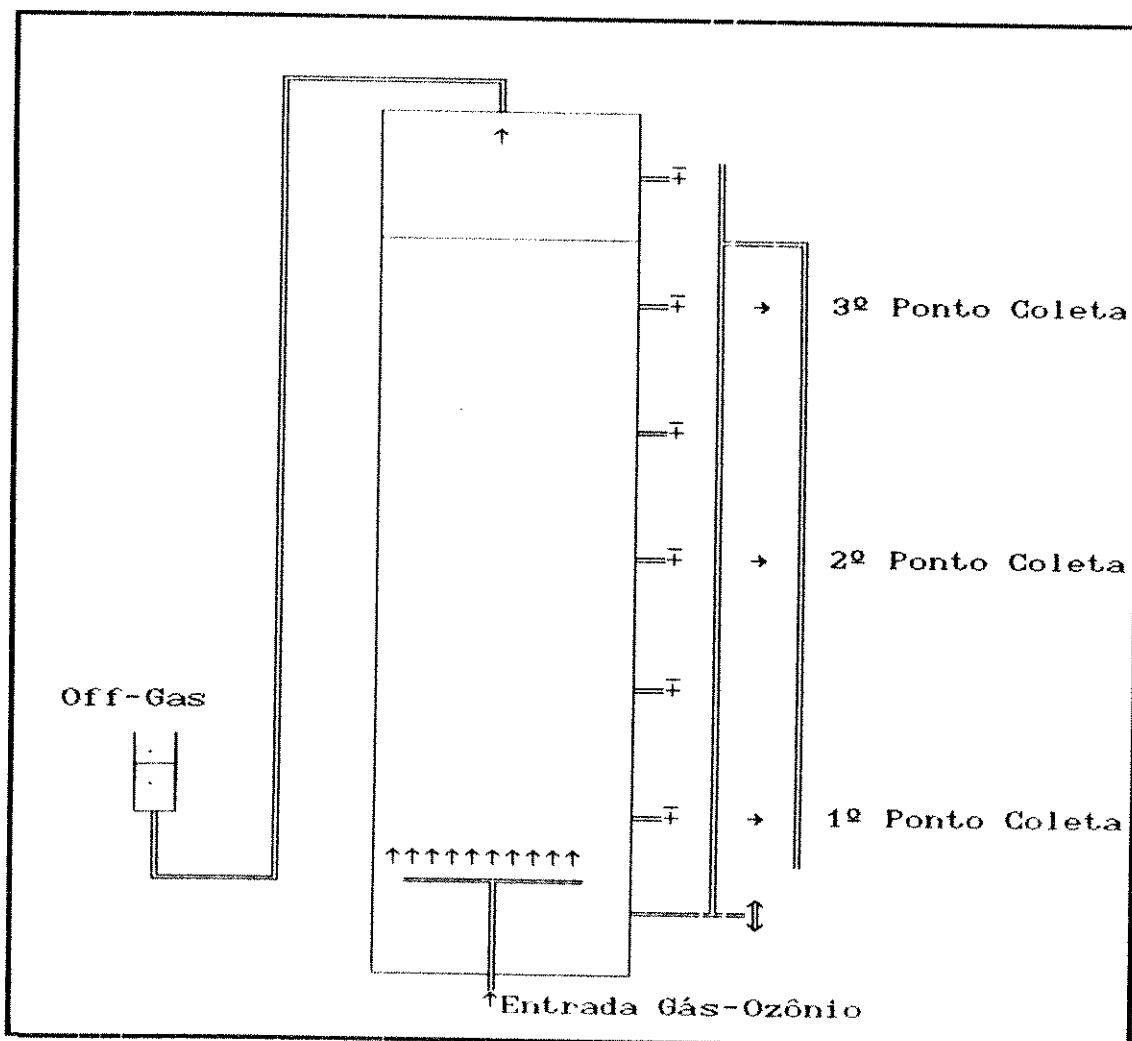 3º Ponto Coleta
2º Ponto Coleta
Off-Gas
1º Ponto Coleta
Entrada Gás-Ozônio